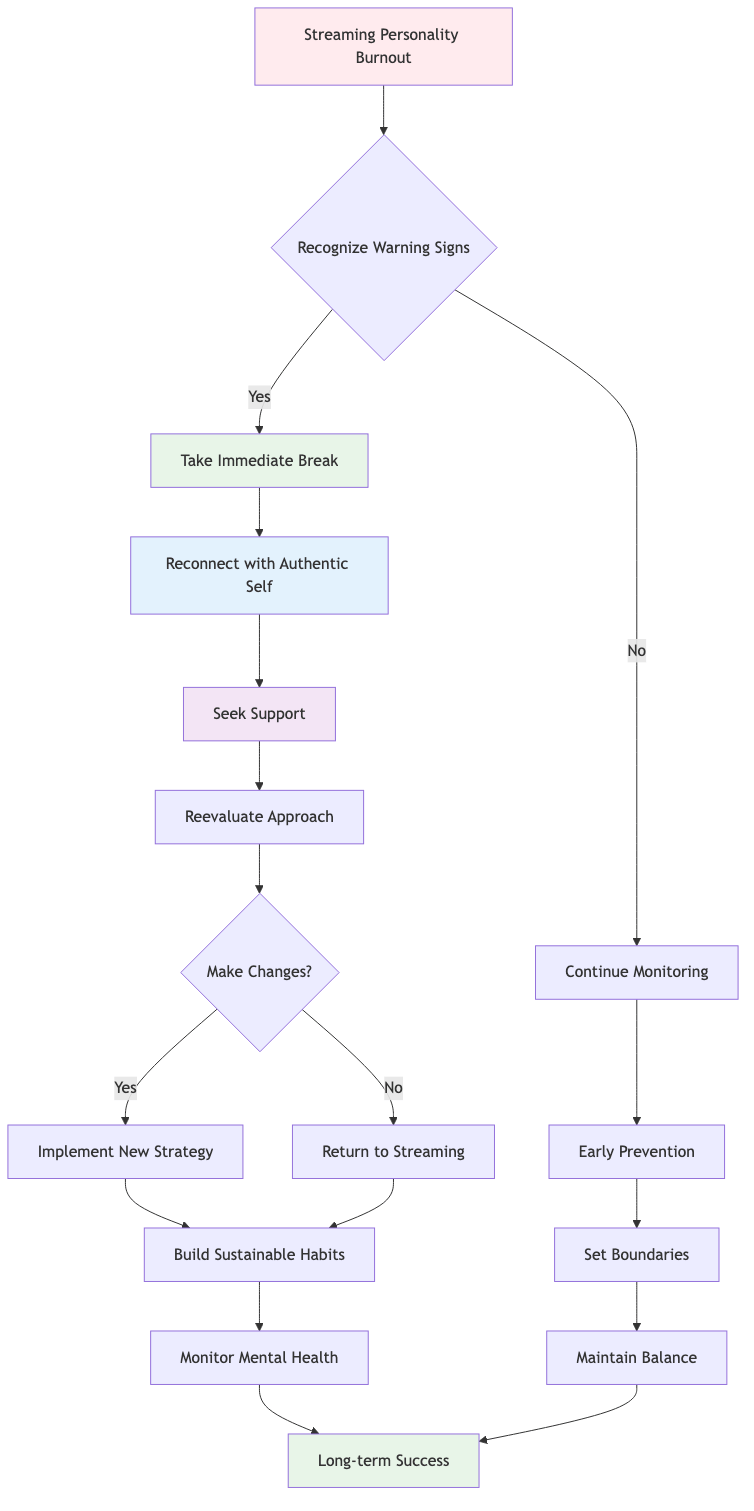 Streaming Personality
Burnout
Recognize Warning Signs
Yes
Take Immediate Break
Reconnect with Authentic
Self
No
Seek Support
Reevaluate Approach
Make Changes?
Continue Monitoring
Yes
No
Implement New Strategy
Return to Streaming
Early Prevention
Build Sustainable Habits
Set Boundaries
Monitor Mental Health
Maintain Balance
Long-term Success